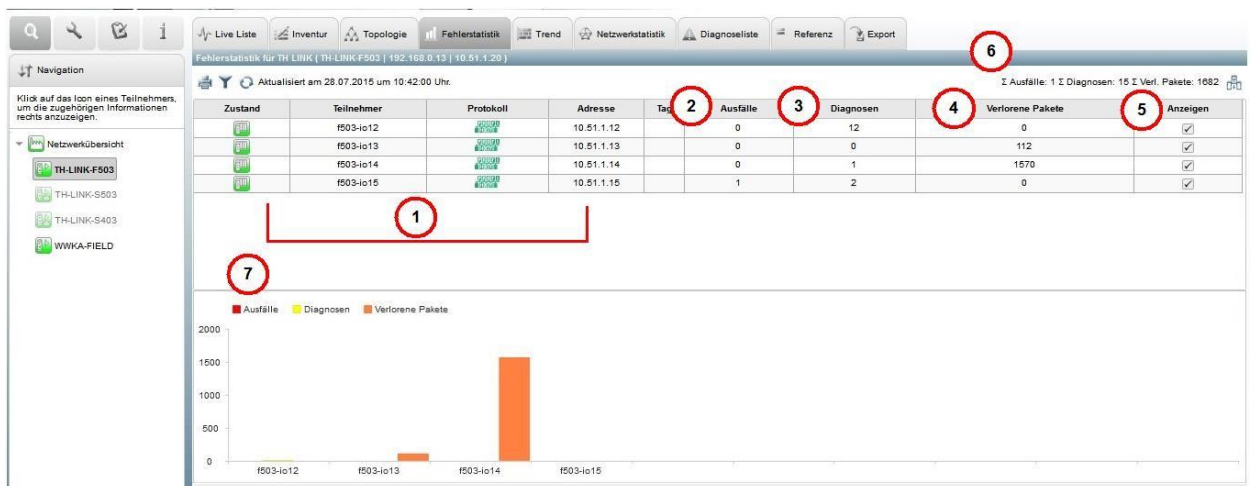 Live Liste Inventur Topologie Fehlerstatistik Trend Netzwerkstatistik Diagnoseliste Referenz Export
Fehlerstatistik für TH LINK ( TH-LINK-F503 | 192.168.0.13 | 10.51.1.20 )
6
Navigation
Aktualisiert am 28.07.2015 um 10:42:00 Uhr.
Σ Ausfälle: 1 Σ Diagnosen: 15 Σ Verl. Pakete: 1682
Klick auf das Icon eines Teilnehmers,
um die zugehörigen Informationen
rechts anzuzeigen.
Netzwerkübersicht
TH-LINK-F503
TH-LINK-S503
TH-LINK-S403
WWKA-FIELD
Zustand Teilnehmer Protokoll Adresse Tag 2 Ausfälle 3 Diagnosen 4 Verlorene Pakete 5 Anzeigen
f503-io12 10.51.1.12 0 12 0
f503-io13 10.51.1.13 0 0 112
f503-io14 10.51.1.14 0 1 1570
f503-io15 10.51.1.15 1 2 0
1
7
Ausfälle Diagnosen Verlorene Pakete
2000
1500
1000
500
0
f503-io12 f503-io13 f503-io14 f503-io15